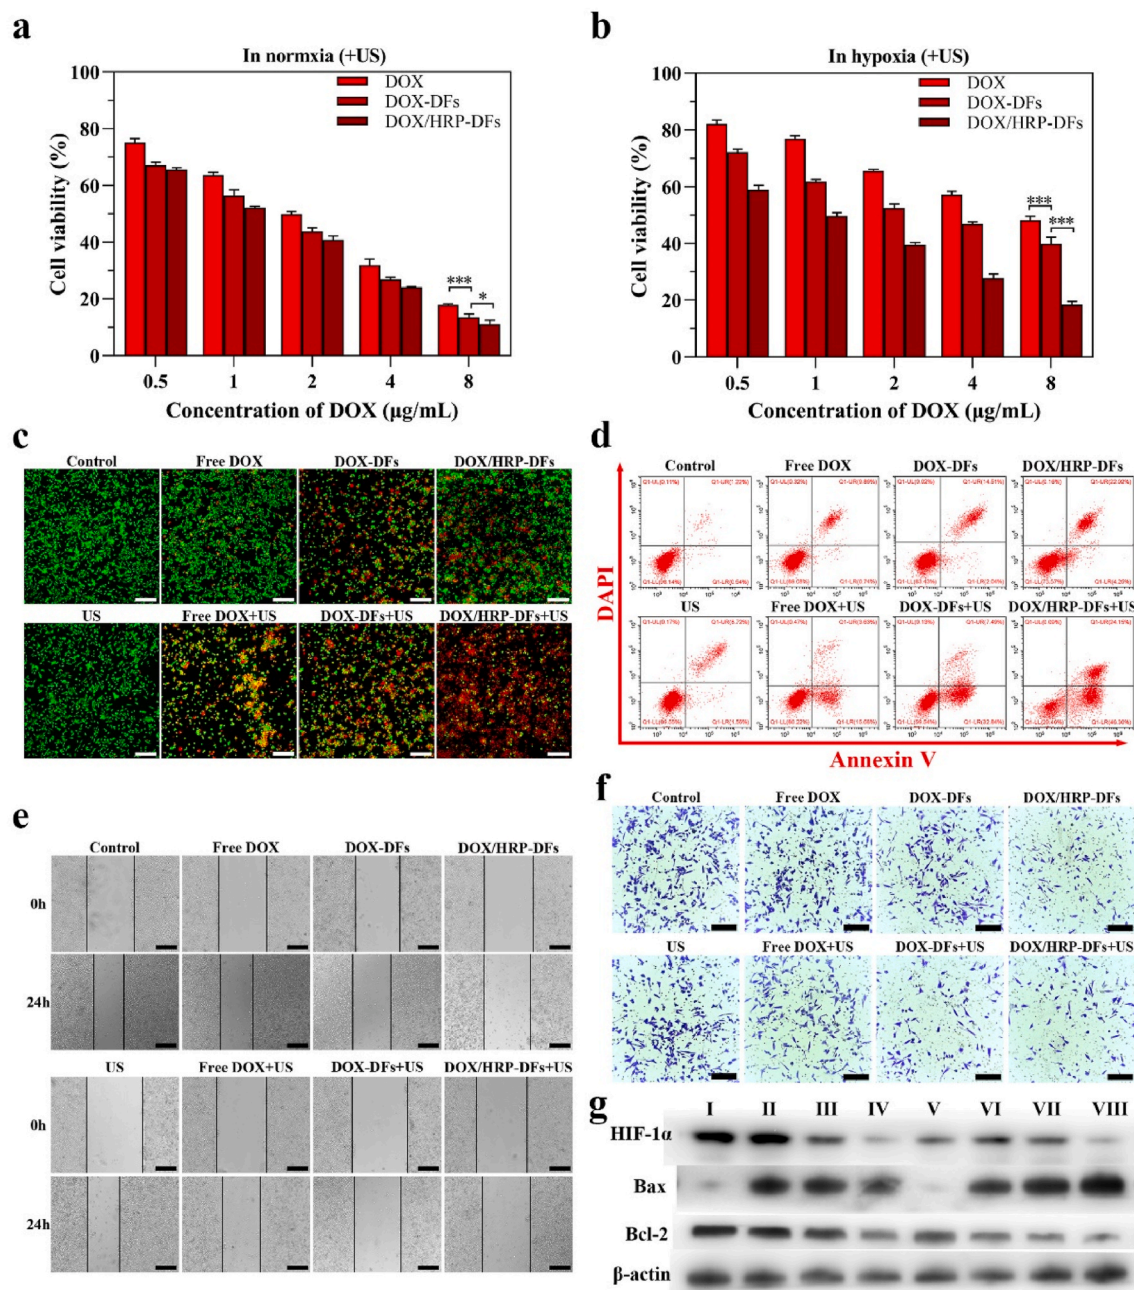 a
In normxia (+US)
Cell viability (%)
100
80
60
40
20
0
DOX
DOX-DFs
DOX/HRP-DFs
***
*
0.5 1 2 4 8
Concentration of DOX (μg/mL)
b
In hypoxia (+US)
Cell viability (%)
100
80
60
40
20
0
DOX
DOX-DFs
DOX/HRP-DFs
***
***
0.5 1 2 4 8
Concentration of DOX (μg/mL)
c
Control Free DOX DOX-DFs DOX/HRP-DFs
US Free DOX+US DOX-DFs+US DOX/HRP-DFs+US
d
Control Free DOX DOX-DFs DOX/HRP-DFs
US Free DOX+US DOX-DFs+US DOX/HRP-DFs+US
DAPI
Annexin V
e
Control Free DOX DOX-DFs DOX/HRP-DFs
0h
24h
US Free DOX+US DOX-DFs+US DOX/HRP-DFs+US
0h
24h
f
Control Free DOX DOX-DFs DOX/HRP-DFs
US Free DOX+US DOX-DFs+US DOX/HRP-DFs+US
g
I II III IV V VI VII VIII
HIF-1α
Bax
Bcl-2
β-actin